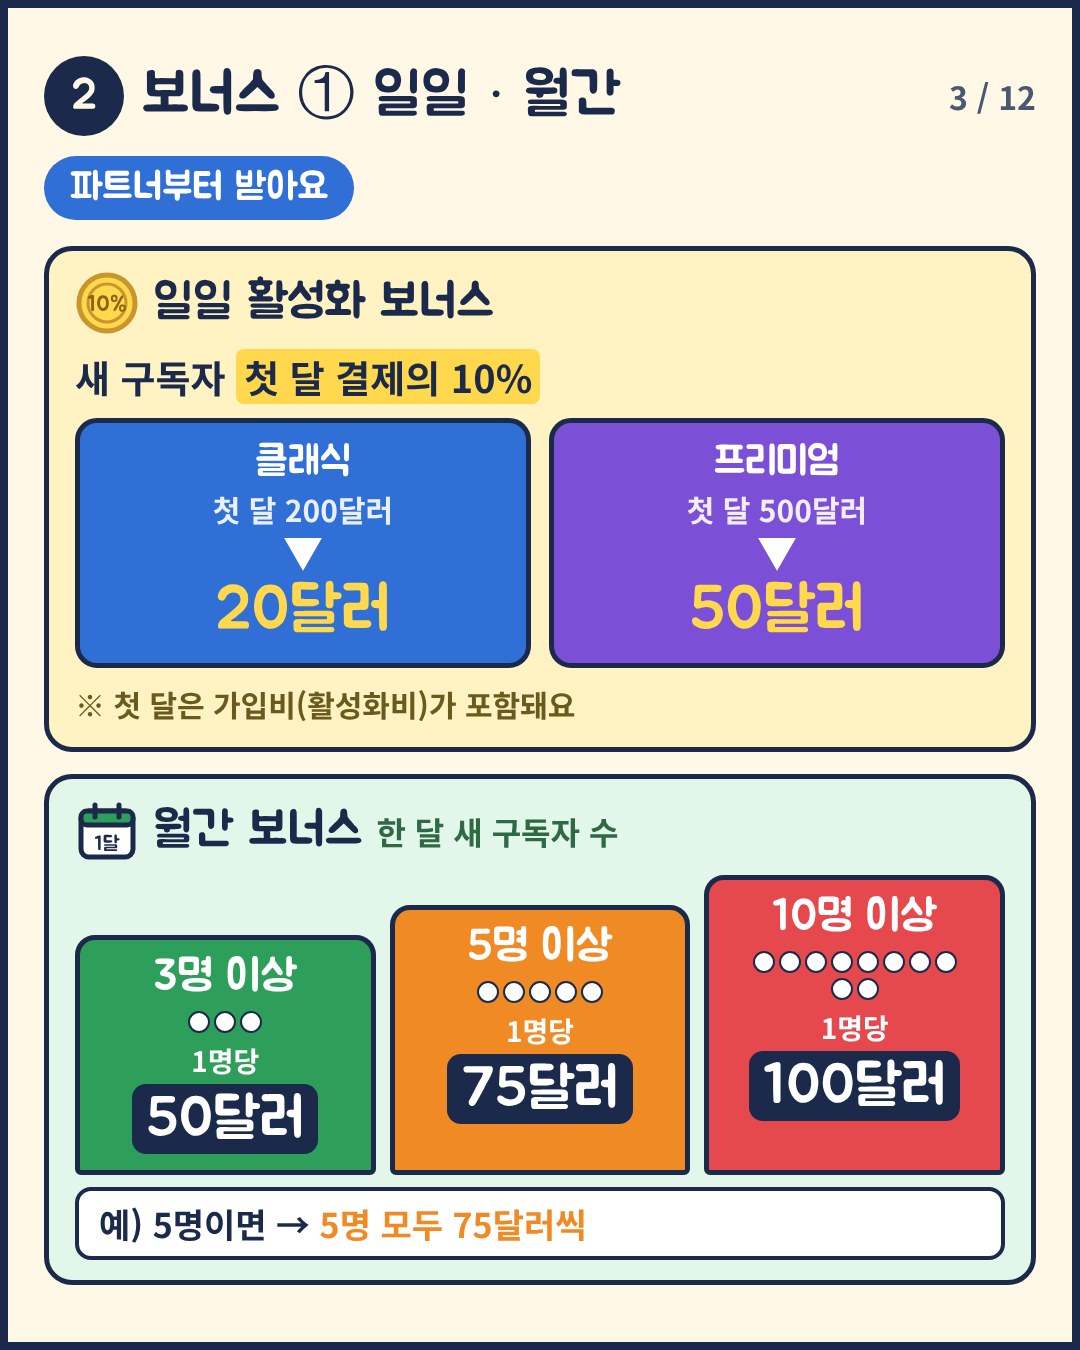 2 보너스 ① 일일 · 월간
3 / 12
파트너부터 받아요
10% 일일 활성화 보너스
새 구독자 첫 달 결제의 10%
클래식
첫 달 200달러
▼
20달러
프리미엄
첫 달 500달러
▼
50달러
※ 첫 달은 가입비(활성화비)가 포함돼요
1달 월간 보너스 한 달 새 구독자 수
3명 이상
1명당
50달러
5명 이상
1명당
75달러
10명 이상
1명당
100달러
예) 5명이면 → 5명 모두 75달러씩